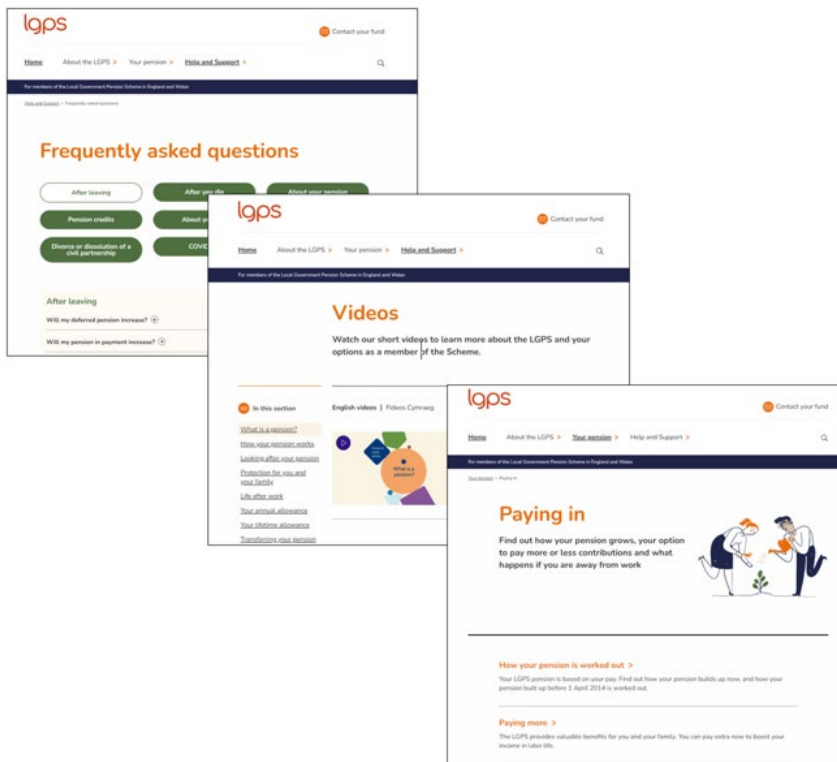 lgps
Contact your fund
Home About the LGPS > Your pension > Help and Support >
For members of the Local Government Pension Scheme in England and Wales
Help and Support > Frequently asked questions
Frequently asked questions
After leaving After you die About your pension
Pension credits About yo
Divorce or dissolution of a
civil partnership
COVID
After leaving
Will my deferred pension increase?
Will my pension in payment increase?
lgps
Contact your fund
Home About the LGPS > Your pension > Help and Support >
For members of the Local Government Pension Scheme in England and Wales
Videos
Watch our short videos to learn more about the LGPS and your
options as a member of the Scheme.
In this section
What is a pension?
How your pension works
Looking after your pension
Protection for you and
your family
Life after work
Your annual allowance
Your lifetime allowance
Transferring your pension
English videos | Fideos Cymraeg
What is a
pension?
lgps
Contact your fund
Home About the LGPS > Your pension > Help and Support >
For members of the Local Government Pension Scheme in England and Wales
Your pension > Paying in
Paying in
Find out how your pension grows, your option
to pay more or less contributions and what
happens if you are away from work
How your pension is worked out >
Your LGPS pension is based on your pay. Find out how your pension builds up now, and how your
pension built up before 1 April 2014 is worked out.
Paying more >
The LGPS provides valuable benefits for you and your family. You can pay extra now to boost your
income in later life.